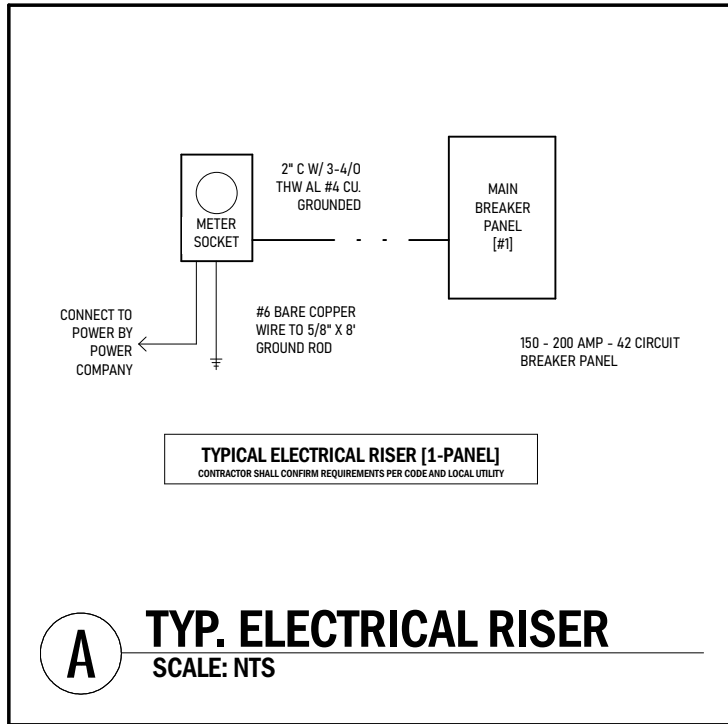 2" C W/ 3-4/0
THW AL #4 CU.
GROUNDED
METER
SOCKET
MAIN
BREAKER
PANEL
[#1]
CONNECT TO
POWER BY
POWER
COMPANY
#6 BARE COPPER
WIRE TO 5/8" X 8'
GROUND ROD
150 - 200 AMP - 42 CIRCUIT
BREAKER PANEL
TYPICAL ELECTRICAL RISER [1-PANEL]
CONTRACTOR SHALL CONFIRM REQUIREMENTS PER CODE AND LOCAL UTILITY
A
TYP. ELECTRICAL RISER
SCALE: NTS